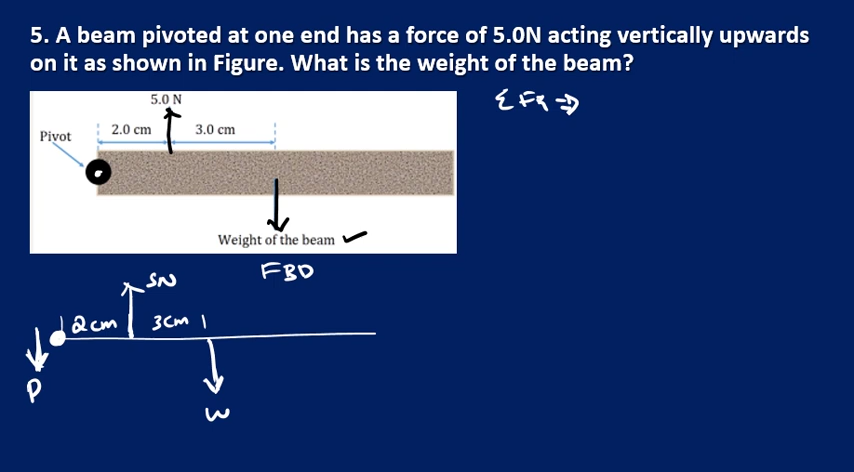 5. A beam pivoted at one end has a force of 5.0N acting vertically upwards
on it as shown in Figure. What is the weight of the beam?
5.0 N
Pivot
2.0 cm
3.0 cm
Weight of the beam
FBD
5N
2cm
3cm
P
W